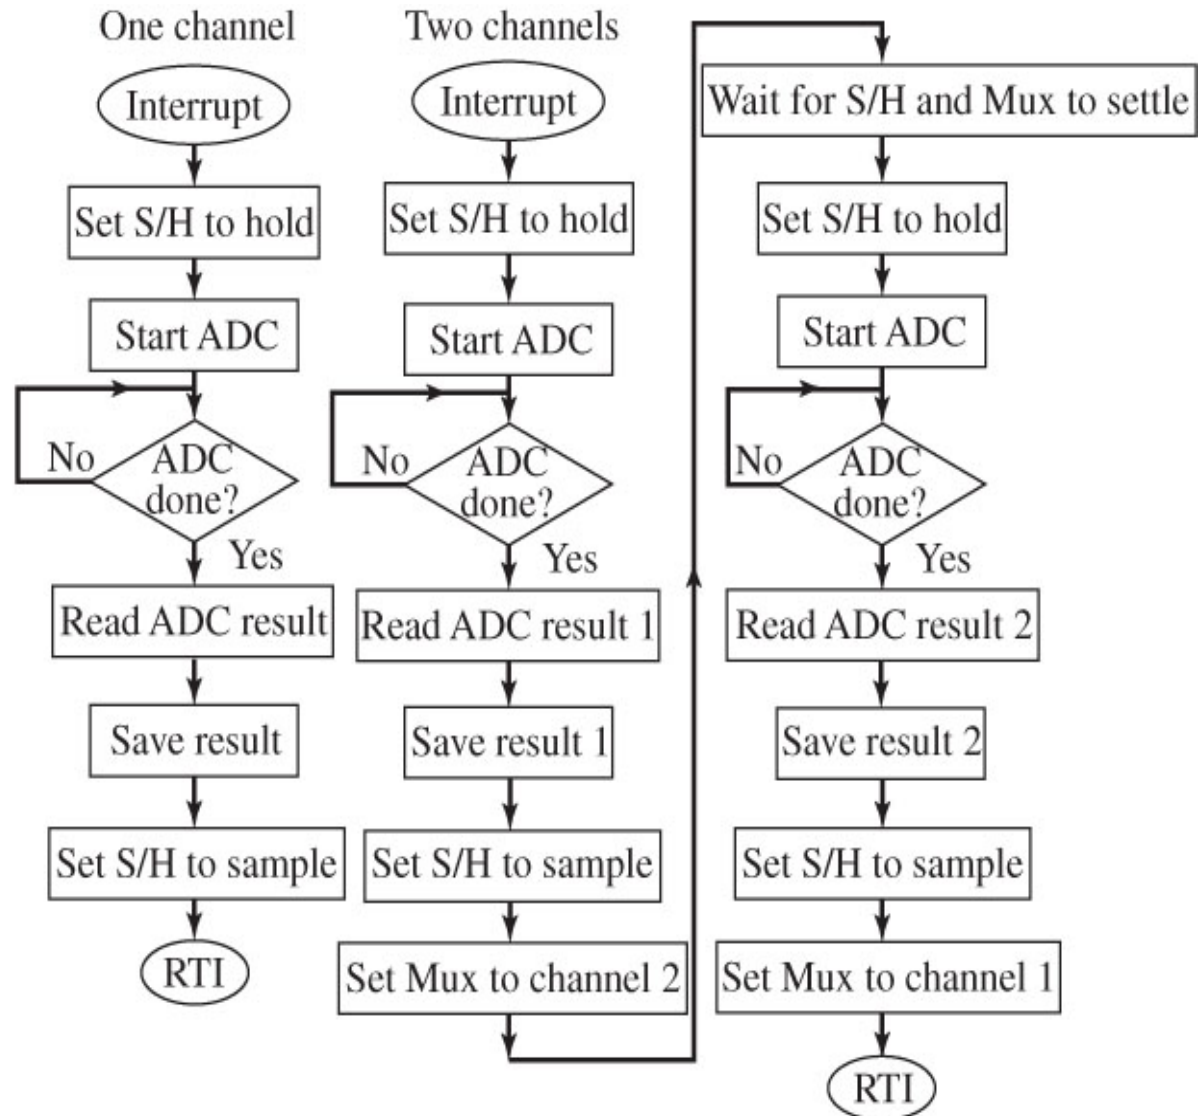 One channel
Interrupt
Set S/H to hold
Start ADC
No
ADC
done?
Yes
Read ADC result
Save result
Set S/H to sample
RTI
Two channels
Interrupt
Set S/H to hold
Start ADC
No
ADC
done?
Yes
Read ADC result 1
Save result 1
Set S/H to sample
Set Mux to channel 2
Wait for S/H and Mux to settle
Set S/H to hold
Start ADC
No
ADC
done?
Yes
Read ADC result 2
Save result 2
Set S/H to sample
Set Mux to channel 1
RTI